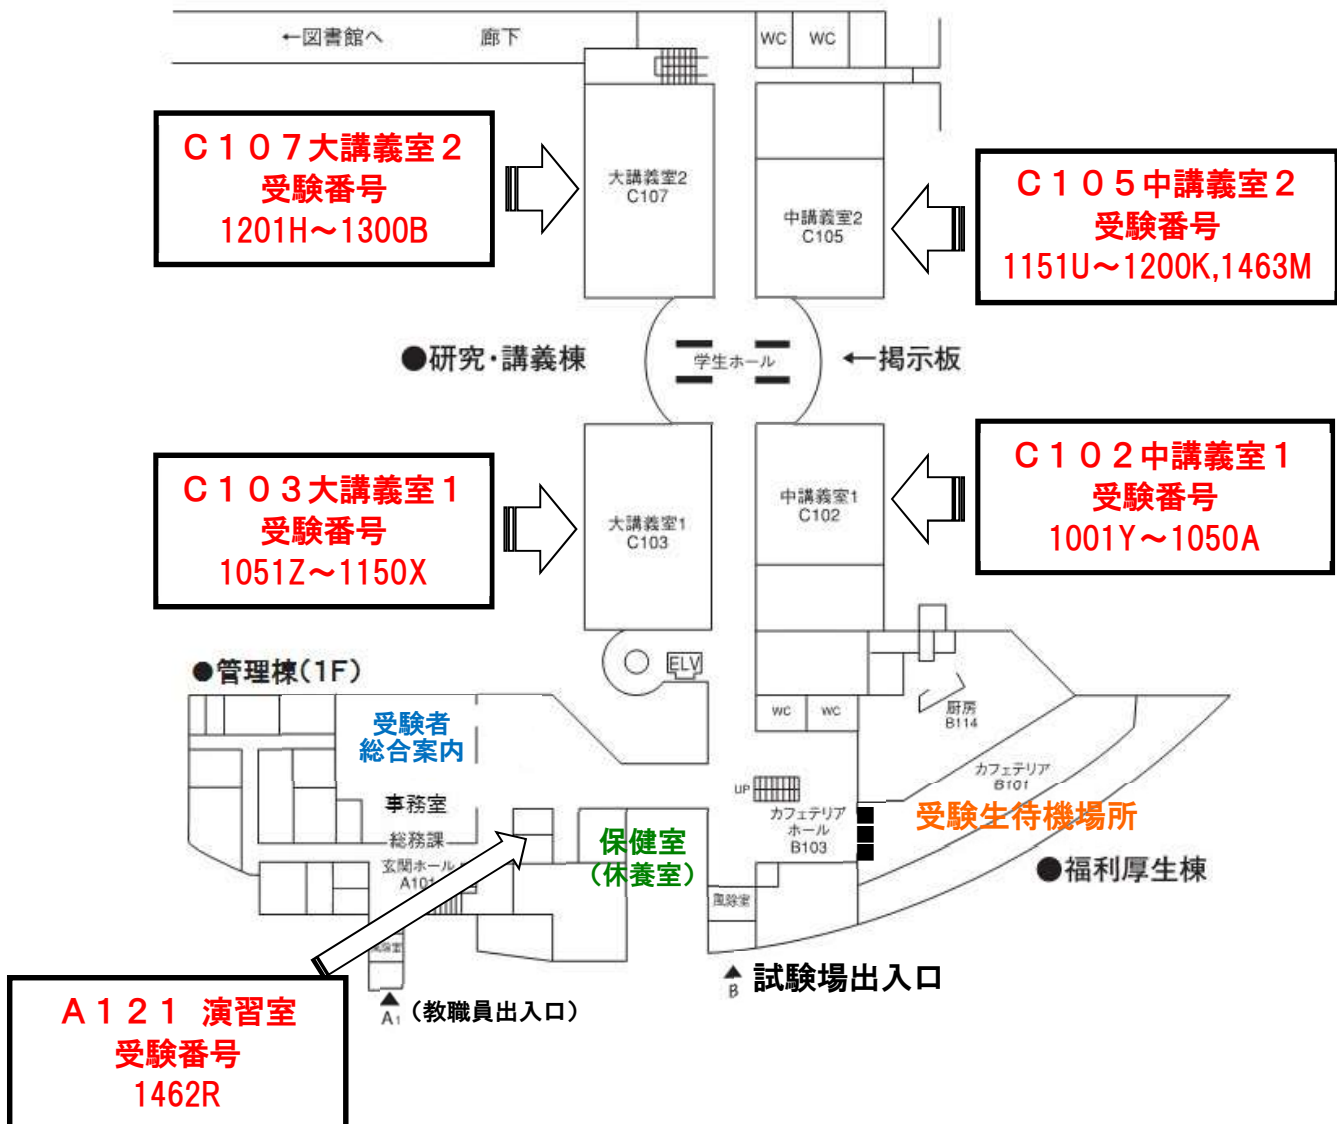 ←図書館へ 廊下
WC WC
C107大講義室2
受験番号
1201H～1300B
大講義室2
C107
中講義室2
C105
C105中講義室2
受験番号
1151U～1200K,1463M
●研究・講義棟
学生ホール
←掲示板
C103大講義室1
受験番号
1051Z～1150X
大講義室1
C103
中講義室1
C102
C102中講義室1
受験番号
1001Y～1050A
●管理棟(1F)
ELV
受験者
総合案内
WC WC
厨房
B114
カフェテリア
B101
事務室
総務課
UP
カフェテリア
ホール
B103
受験生待機場所
玄関ホール
A101
保健室
(休養室)
●福利厚生棟
風除室
風除室
A121 演習室
受験番号
1462R
▲
A1
(教職員出入口)
▲
B
試験場出入口